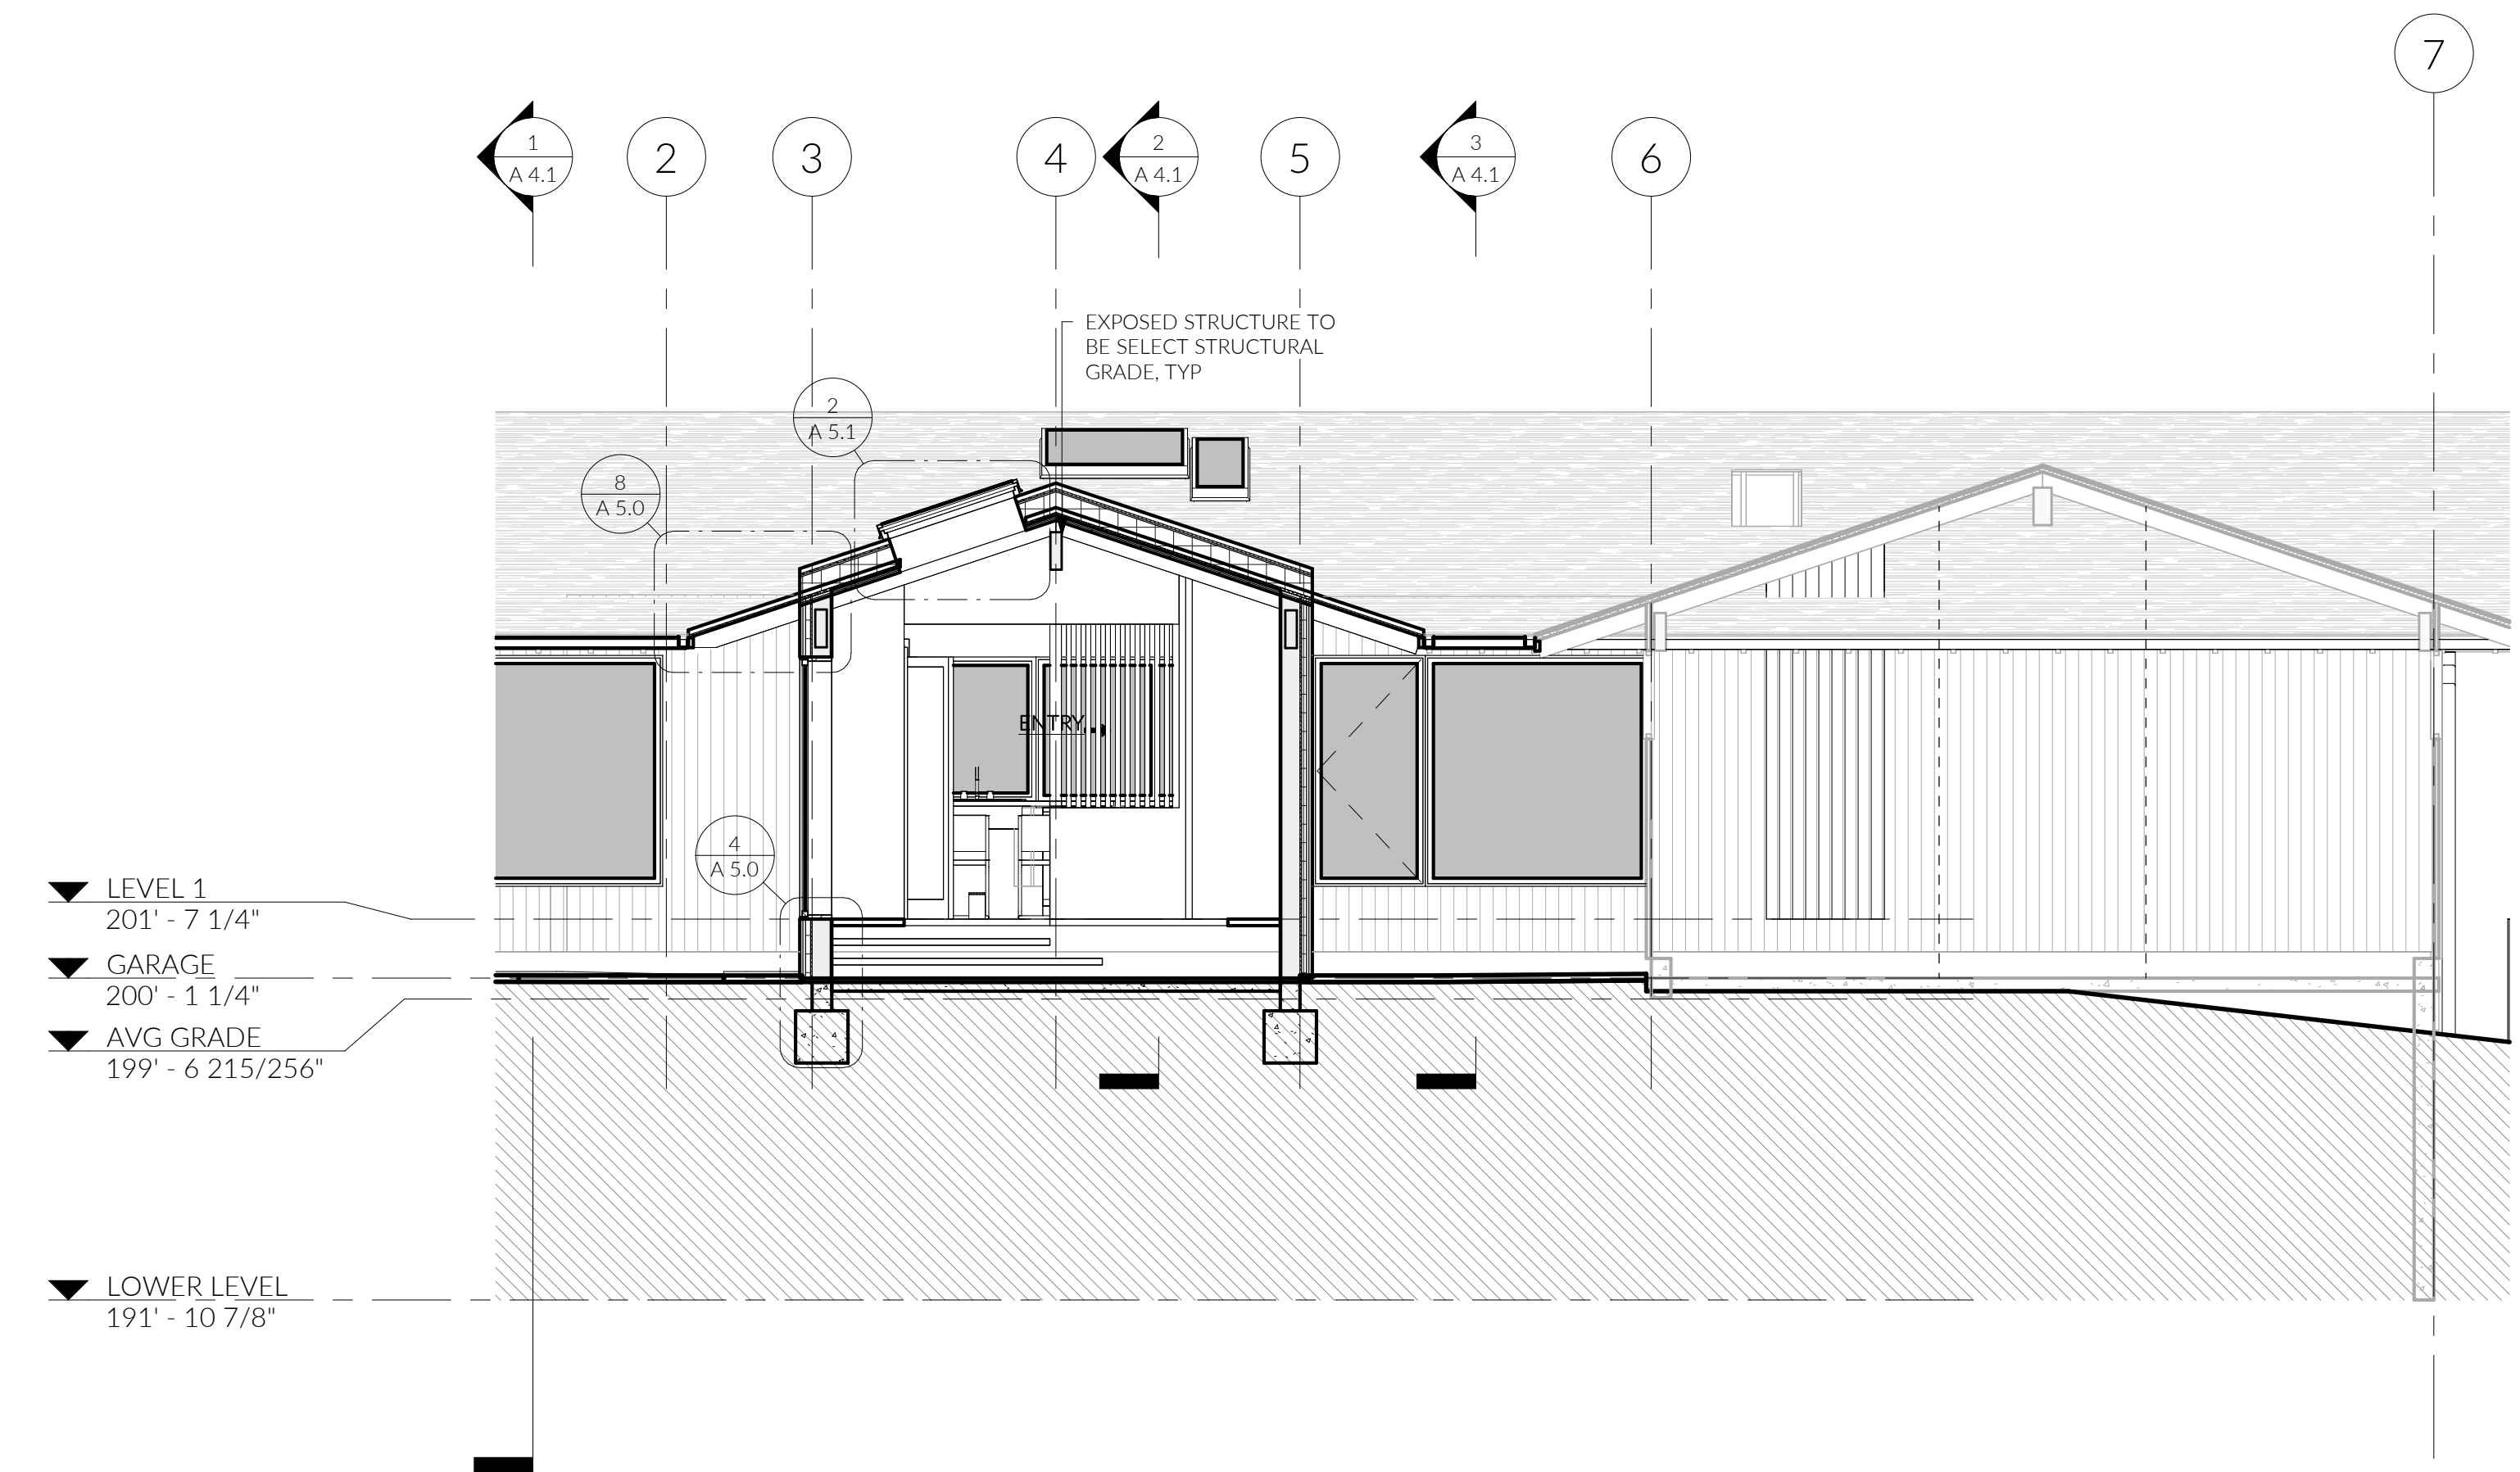 7
1
A 4.1
2
3
4
2
A 4.1
5
3
A 4.1
6
EXPOSED STRUCTURE TO
BE SELECT STRUCTURAL
GRADE, TYP
2
A 5.1
8
A 5.0
ENTRY
4
A 5.0
LEVEL 1
201' - 7 1/4"
GARAGE
200' - 1 1/4"
AVG GRADE
199' - 6 215/256"
LOWER LEVEL
191' - 10 7/8"